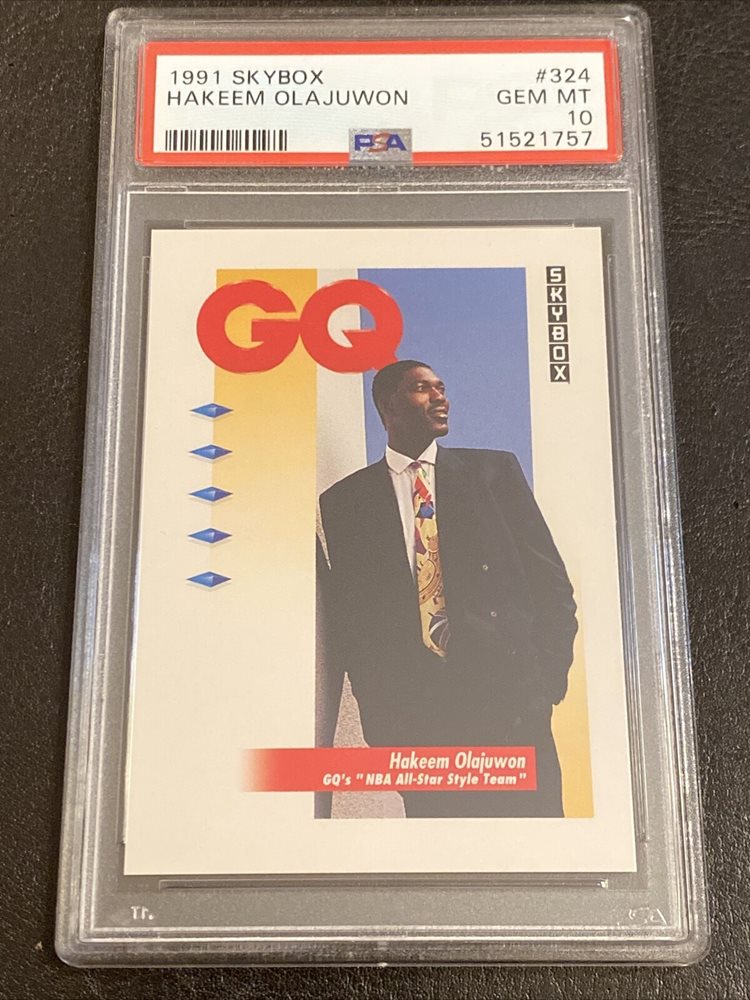 1991 SKYBOX #324
HAKEEM OLAJUWON GEM MT
10
PSA 51521757
GQ
SKYBOX
Hakeem Olajuwon
GQ's "NBA All-Star Style Team"